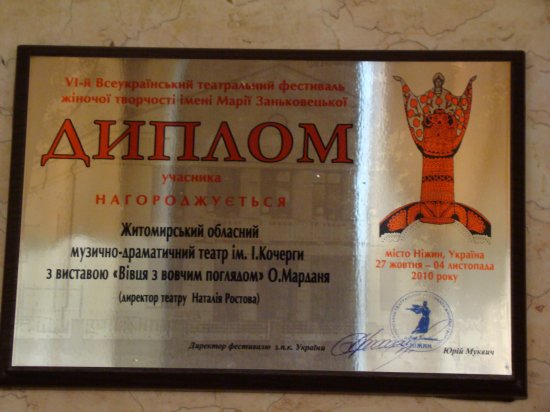 VI-й Всеукраїнський театральний фестиваль
жіночої творчості імені Марії Заньковецької
ДИПЛОМ
учасника
НАГОРОДЖУЄТЬСЯ
Житомирський обласний
музично-драматичний театр ім. І.Кочерги
з виставою «Вівця з вовчим поглядом» О.Марданя
(директор театру Наталія Ростова)
місто Ніжин, Україна
27 жовтня – 04 листопада
2010 року
Директор фестивалю з.п.к. України
Юрій Муквич
НІЖИН